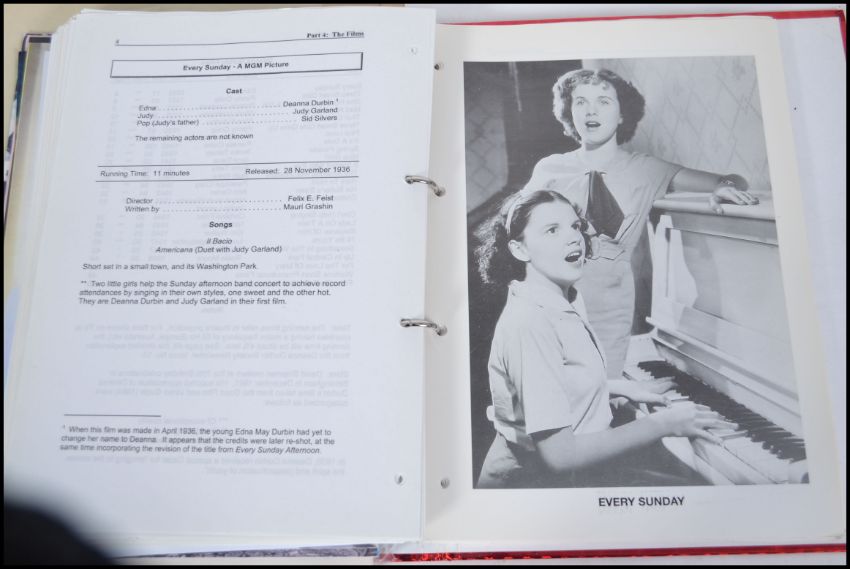 4
Part 4: The Films
Every Sunday - A MGM Picture
Cast
Edna ........................................ Deanna Durbin ¹
Judy ........................................ Judy Garland
Pop (Judy's father) ........................ Sid Silvers
The remaining actors are not known
Running Time: 11 minutes Released: 28 November 1936
Director .................................... Felix E. Feist
Written by .................................. Mauri Grashin
Songs
Il Bacio
Americana (Duet with Judy Garland)
Short set in a small town, and its Washington Park.
** Two little girls help the Sunday afternoon band concert to achieve record
attendances by singing in their own styles, one sweet and the other hot.
They are Deanna Durbin and Judy Garland in their first film.
¹ When this film was made in April 1936, the young Edna May Durbin had yet to
change her name to Deanna. It appears that the credits were later re-shot, at the
same time incorporating the revision of the title from Every Sunday Afternoon.
EVERY SUNDAY